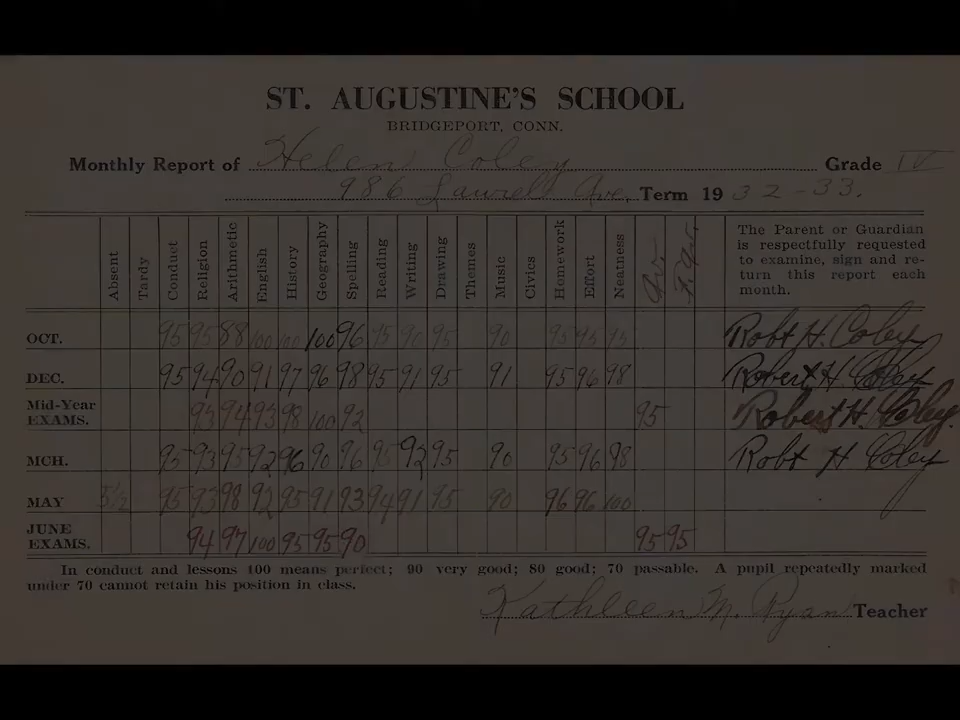 ST. AUGUSTINE'S SCHOOL
BRIDGEPORT, CONN.
Monthly Report of Helen Coley Grade IV
986 Laurel Ave. Term 19 32-33.
Absent Tardy Conduct Religion Arithmetic English History Geography Spelling Reading Writing Drawing Themes Music Civics Homework Effort Neatness Av.
The Parent or Guardian
is respectfully requested
to examine, sign and re-
turn this report each
month.
OCT. 95 95 88 100 100 100 96 95 90 95 90 95 95 95 Robt H. Coley
DEC. 95 94 90 91 97 96 98 95 91 95 91 95 96 98 Robert H. Coley
Mid-Year
EXAMS. 93 94 93 98 100 92 95 Robert H. Coley
MCH. 95 93 95 92 96 90 96 95 92 95 90 95 96 98 Robt H Coley
MAY 5½ 95 93 98 92 95 91 93 94 91 95 90 96 96 100
JUNE
EXAMS. 94 97 100 95 95 90 95 95
In conduct and lessons 100 means perfect; 90 very good; 80 good; 70 passable. A pupil repeatedly marked
under 70 cannot retain his position in class.
Kathleen M. Ryan Teacher